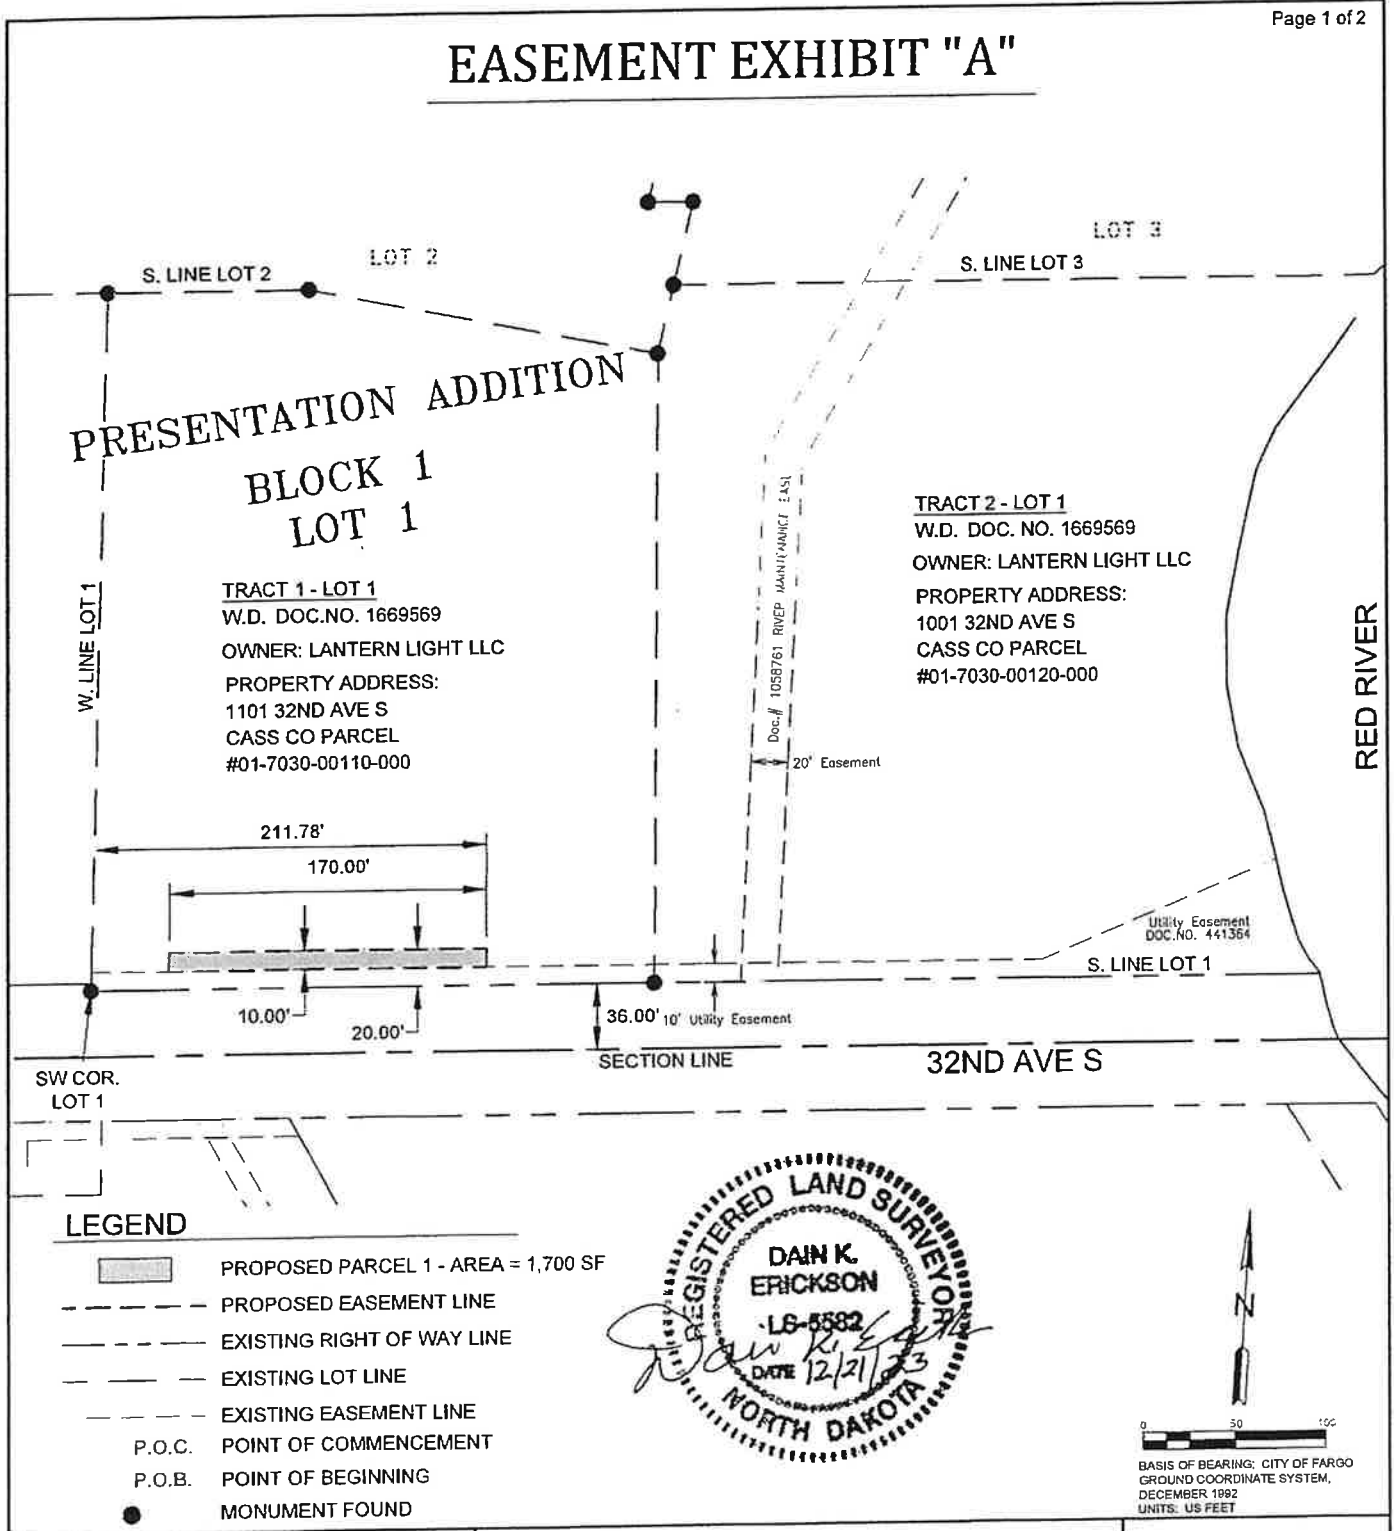 Page 1 of 2
EASEMENT EXHIBIT "A"
LOT 2
S. LINE LOT 2
LOT 3
S. LINE LOT 3
PRESENTATION ADDITION
BLOCK 1
LOT 1
W. LINE LOT 1
TRACT 1 - LOT 1
W.D. DOC.NO. 1669569
OWNER: LANTERN LIGHT LLC
PROPERTY ADDRESS:
1101 32ND AVE S
CASS CO PARCEL
#01-7030-00110-000
Doc.# 1058761 RIVER MAINTENANCE EASE
20' Easement
TRACT 2 - LOT 1
W.D. DOC. NO. 1669569
OWNER: LANTERN LIGHT LLC
PROPERTY ADDRESS:
1001 32ND AVE S
CASS CO PARCEL
#01-7030-00120-000
RED RIVER
211.78'
170.00'
Utility Easement
DOC.NO. 441364
S. LINE LOT 1
10.00'
20.00'
36.00'
10' Utility Easement
SECTION LINE
32ND AVE S
SW COR.
LOT 1
LEGEND
PROPOSED PARCEL 1 - AREA = 1,700 SF
PROPOSED EASEMENT LINE
EXISTING RIGHT OF WAY LINE
EXISTING LOT LINE
EXISTING EASEMENT LINE
P.O.C. POINT OF COMMENCEMENT
P.O.B. POINT OF BEGINNING
MONUMENT FOUND
REGISTERED LAND SURVEYOR
DAIN K.
ERICKSON
LS-5582
DATE 12/21/23
NORTH DAKOTA
N
0 50 100
BASIS OF BEARING: CITY OF FARGO
GROUND COORDINATE SYSTEM,
DECEMBER 1992
UNITS: US FEET